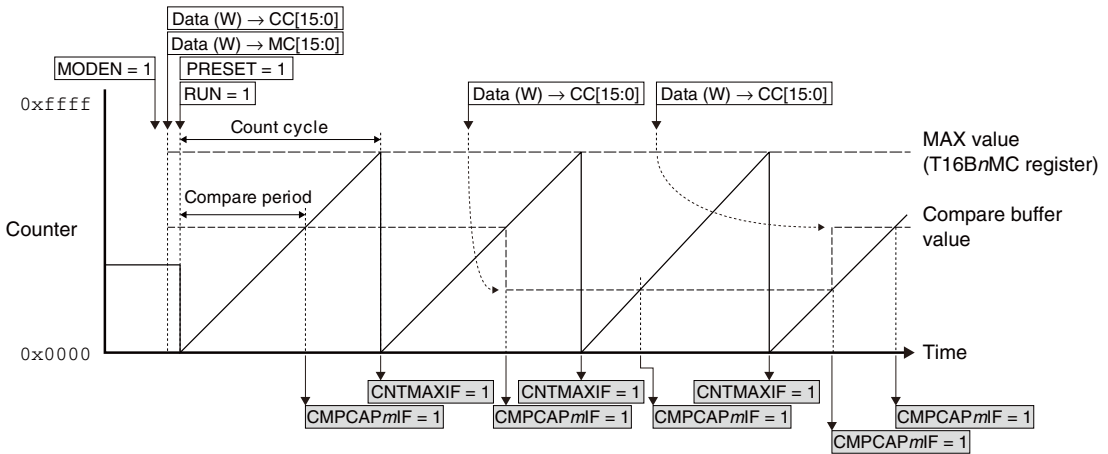 Data (W) → CC[15:0]
Data (W) → MC[15:0]
MODEN = 1
PRESET = 1
RUN = 1
Data (W) → CC[15:0]
Data (W) → CC[15:0]
0xffff
Count cycle
MAX value
(T16BnMC register)
Compare period
Compare buffer
value
Counter
0x0000
Time
CNTMAXIF = 1
CNTMAXIF = 1
CNTMAXIF = 1
CMPCAPmIF = 1
CMPCAPmIF = 1
CMPCAPmIF = 1
CMPCAPmIF = 1
CMPCAPmIF = 1